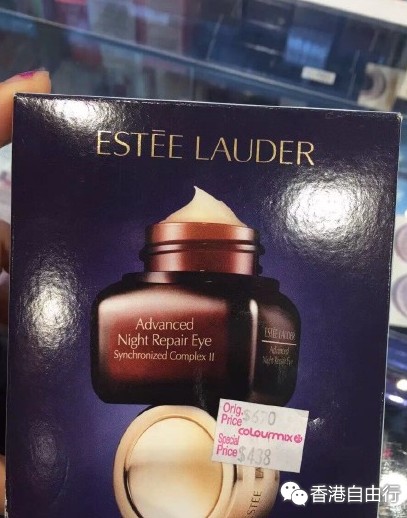 ESTĒE LAUDER
Advanced
Night Repair Eye
Synchronized Complex II
ESTĒE LAUDER
Advanced
Night Repair Eye
Orig.
Price $670
colourmix
Special
Price $438
ESTĒE
香港自由行